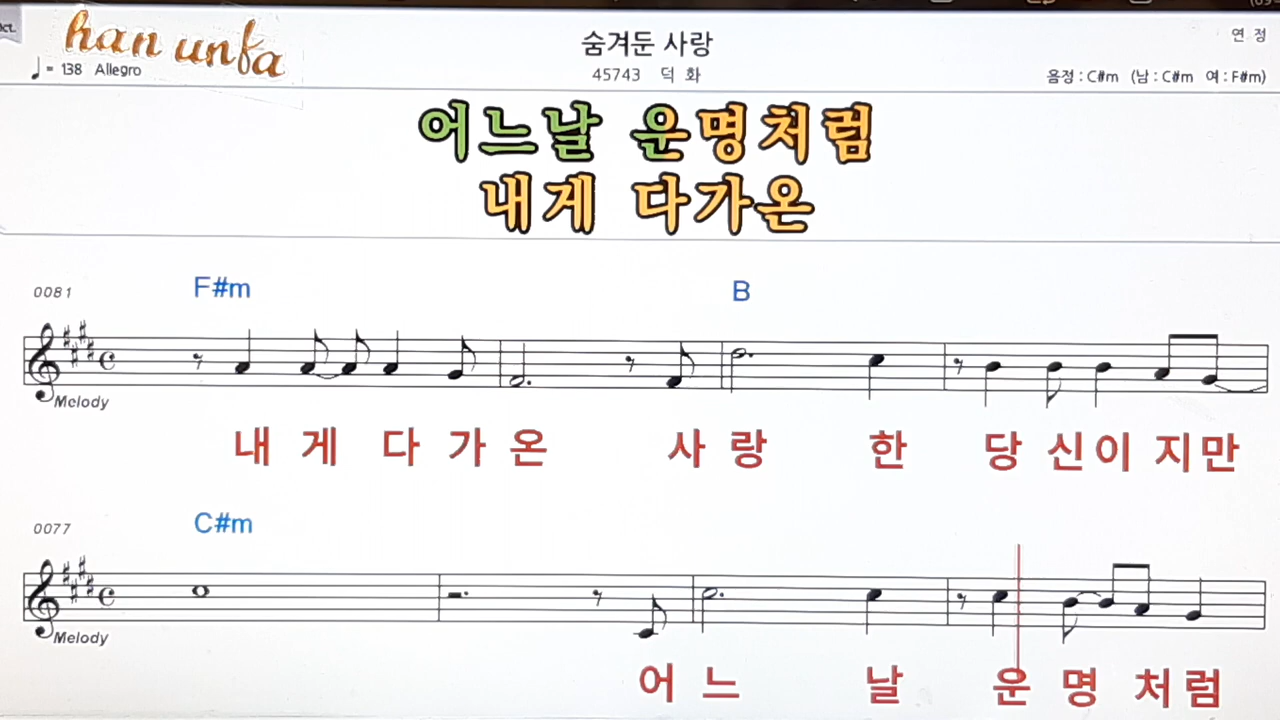 han unfa
숨겨둔 사랑
연 정
♩= 138 Allegro
45743 덕 화
음정 : C#m (남 : C#m 여 : F#m)
어느날 운명처럼
내게 다가온
0081
F#m B
Melody
내 게 다 가 온 사 랑 한 당 신 이 지 만
0077
C#m
Melody
어 느 날 운 명 처 럼